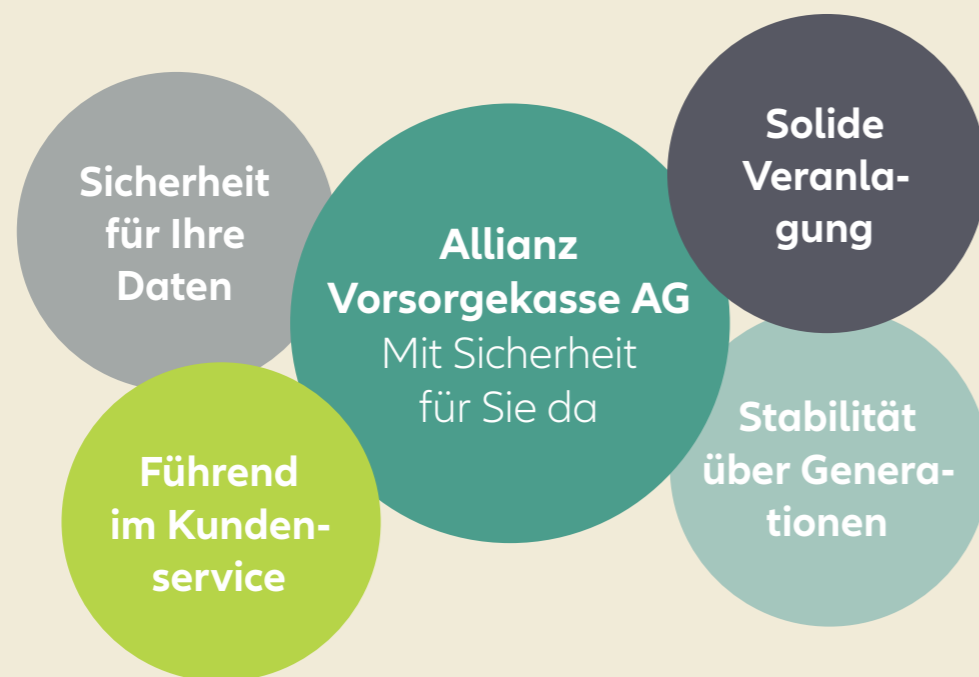 Sicherheit
für Ihre
Daten
Allianz
Vorsorgekasse AG
Mit Sicherheit
für Sie da
Solide
Veranla-
gung
Führend
im Kunden-
service
Stabilität
über Genera-
tionen